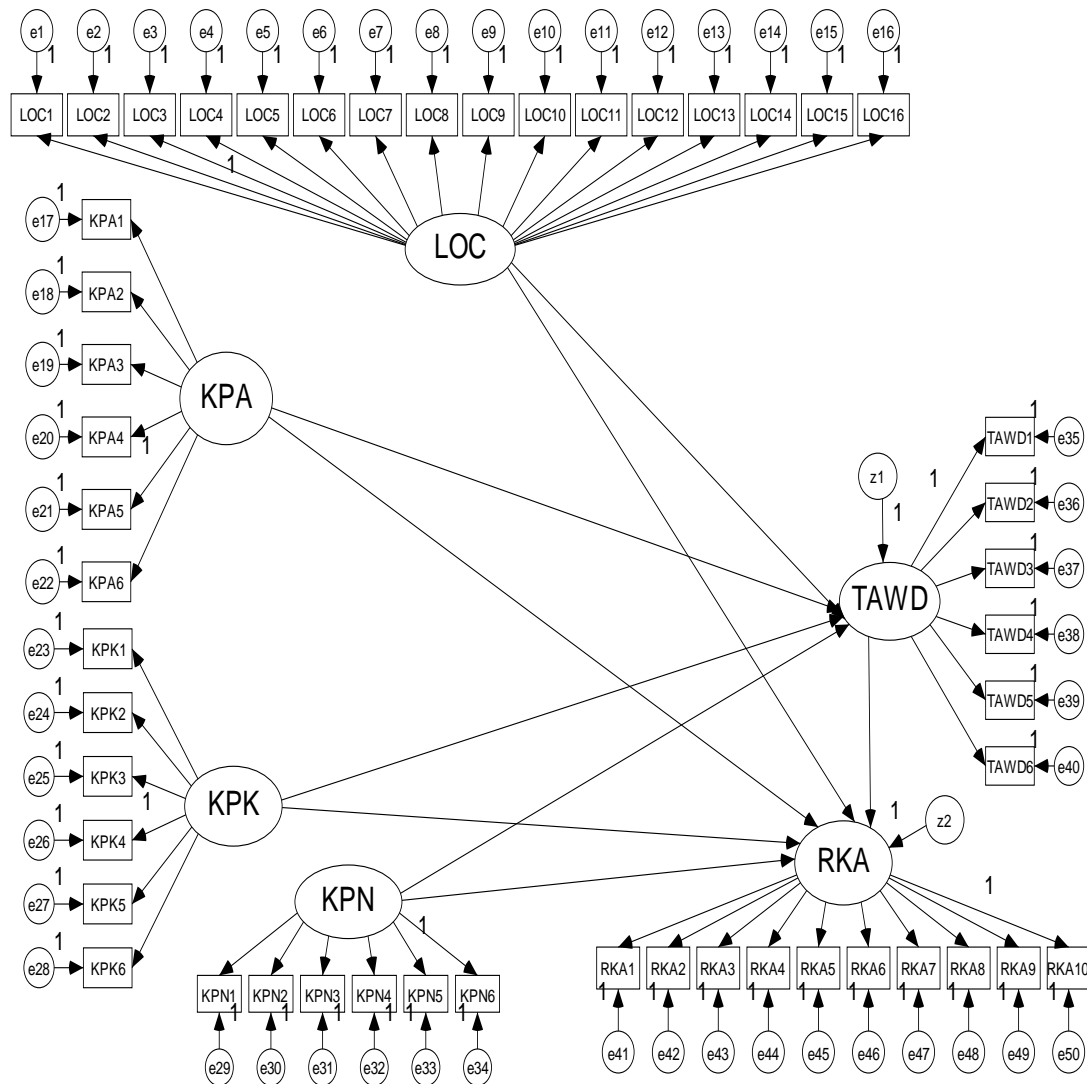 e1 e2 e3 e4 e5 e6 e7 e8 e9 e10 e11 e12 e13 e14 e15 e16
1 1 1 1 1 1 1 1 1 1 1 1 1 1 1 1
LOC1 LOC2 LOC3 LOC4 LOC5 LOC6 LOC7 LOC8 LOC9 LOC10 LOC11 LOC12 LOC13 LOC14 LOC15 LOC16
1
LOC
1
e17 KPA1
1
e18 KPA2
1
e19 KPA3
1
e20 KPA4
1
1
e21 KPA5
1
e22 KPA6
KPA
1
e23 KPK1
1
e24 KPK2
1
e25 KPK3
1
1
e26 KPK4
1
e27 KPK5
1
e28 KPK6
KPK
z1
1
TAWD
1
1
TAWD1 e35
1
TAWD2 e36
1
TAWD3 e37
1
TAWD4 e38
1
TAWD5 e39
1
TAWD6 e40
KPN
1
KPN1 KPN2 KPN3 KPN4 KPN5 KPN6
1 1 1 1 1 1
e29 e30 e31 e32 e33 e34
1 z2
RKA
1
RKA1 RKA2 RKA3 RKA4 RKA5 RKA6 RKA7 RKA8 RKA9 RKA10
1 1 1 1 1 1 1 1 1 1
e41 e42 e43 e44 e45 e46 e47 e48 e49 e50